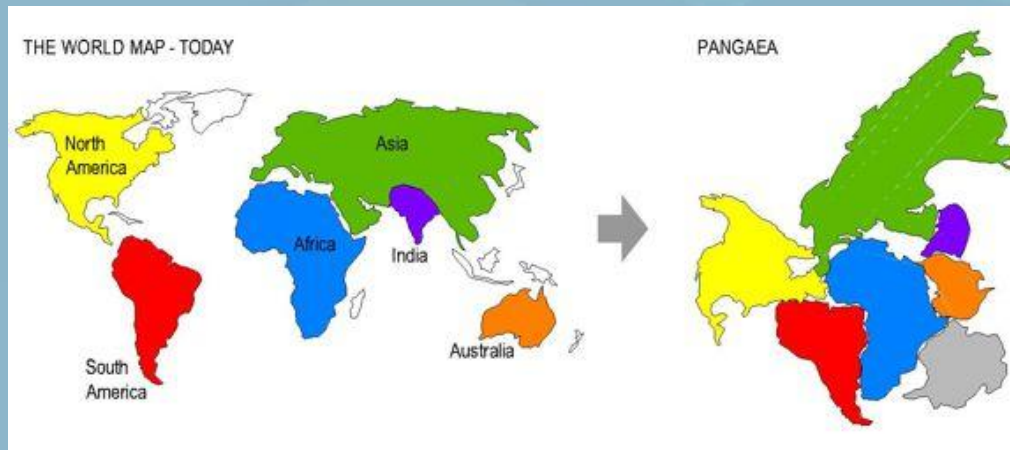 THE WORLD MAP - TODAY
PANGAEA
North
America
Asia
Africa
India
South
America
Australia